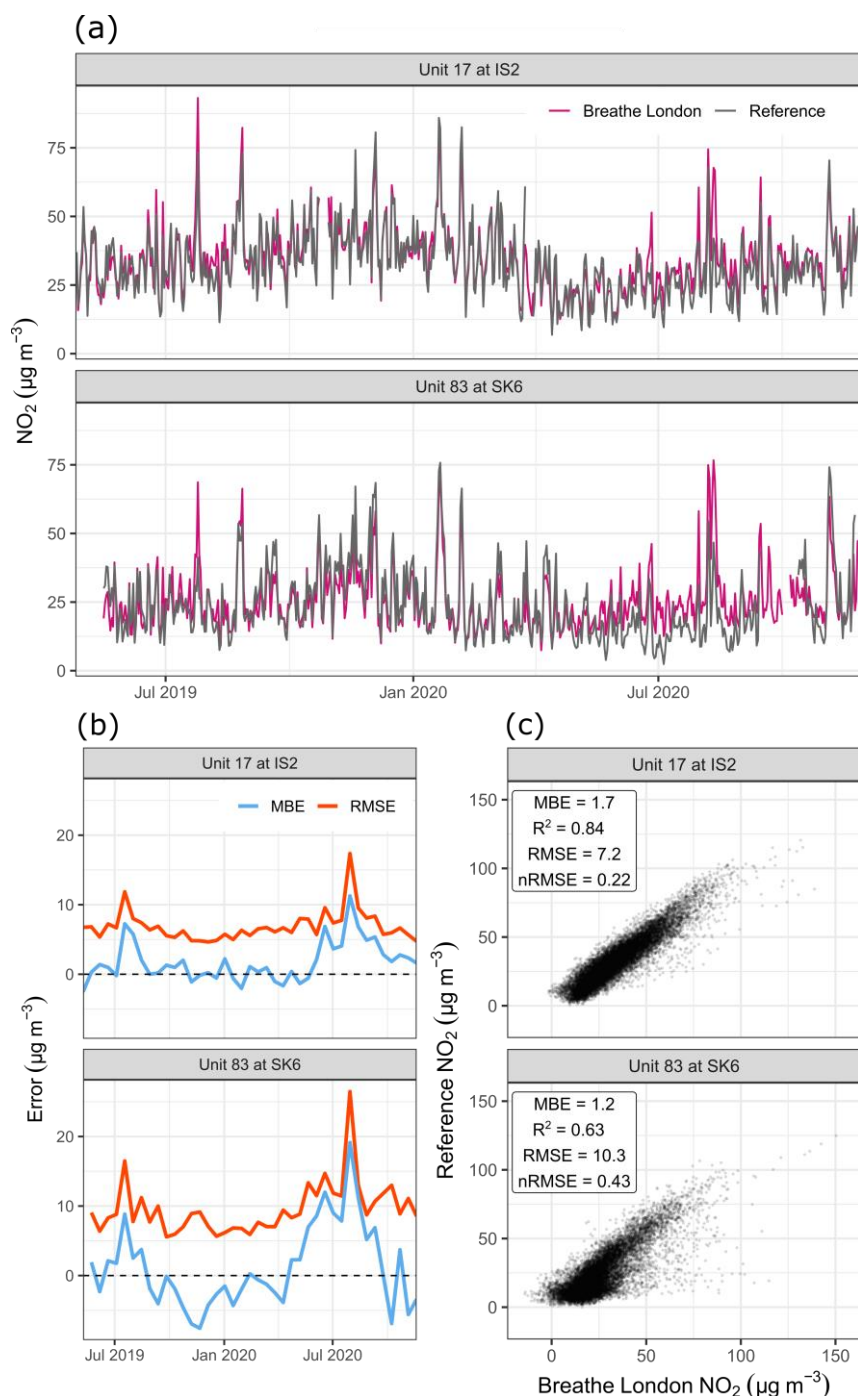 (a)
Unit 17 at IS2
Breathe London Reference
75
50
25
0
NO₂ (µg m⁻³)
Unit 83 at SK6
75
50
25
0
Jul 2019 Jan 2020 Jul 2020
(b)
Unit 17 at IS2
MBE RMSE
20
10
0
Error (µg m⁻³)
Unit 83 at SK6
20
10
0
Jul 2019 Jan 2020 Jul 2020
(c)
Unit 17 at IS2
MBE = 1.7
R² = 0.84
RMSE = 7.2
nRMSE = 0.22
150
100
50
0
Reference NO₂ (µg m⁻³)
Unit 83 at SK6
MBE = 1.2
R² = 0.63
RMSE = 10.3
nRMSE = 0.43
150
100
50
0
0 50 100 150
Breathe London NO₂ (µg m⁻³)